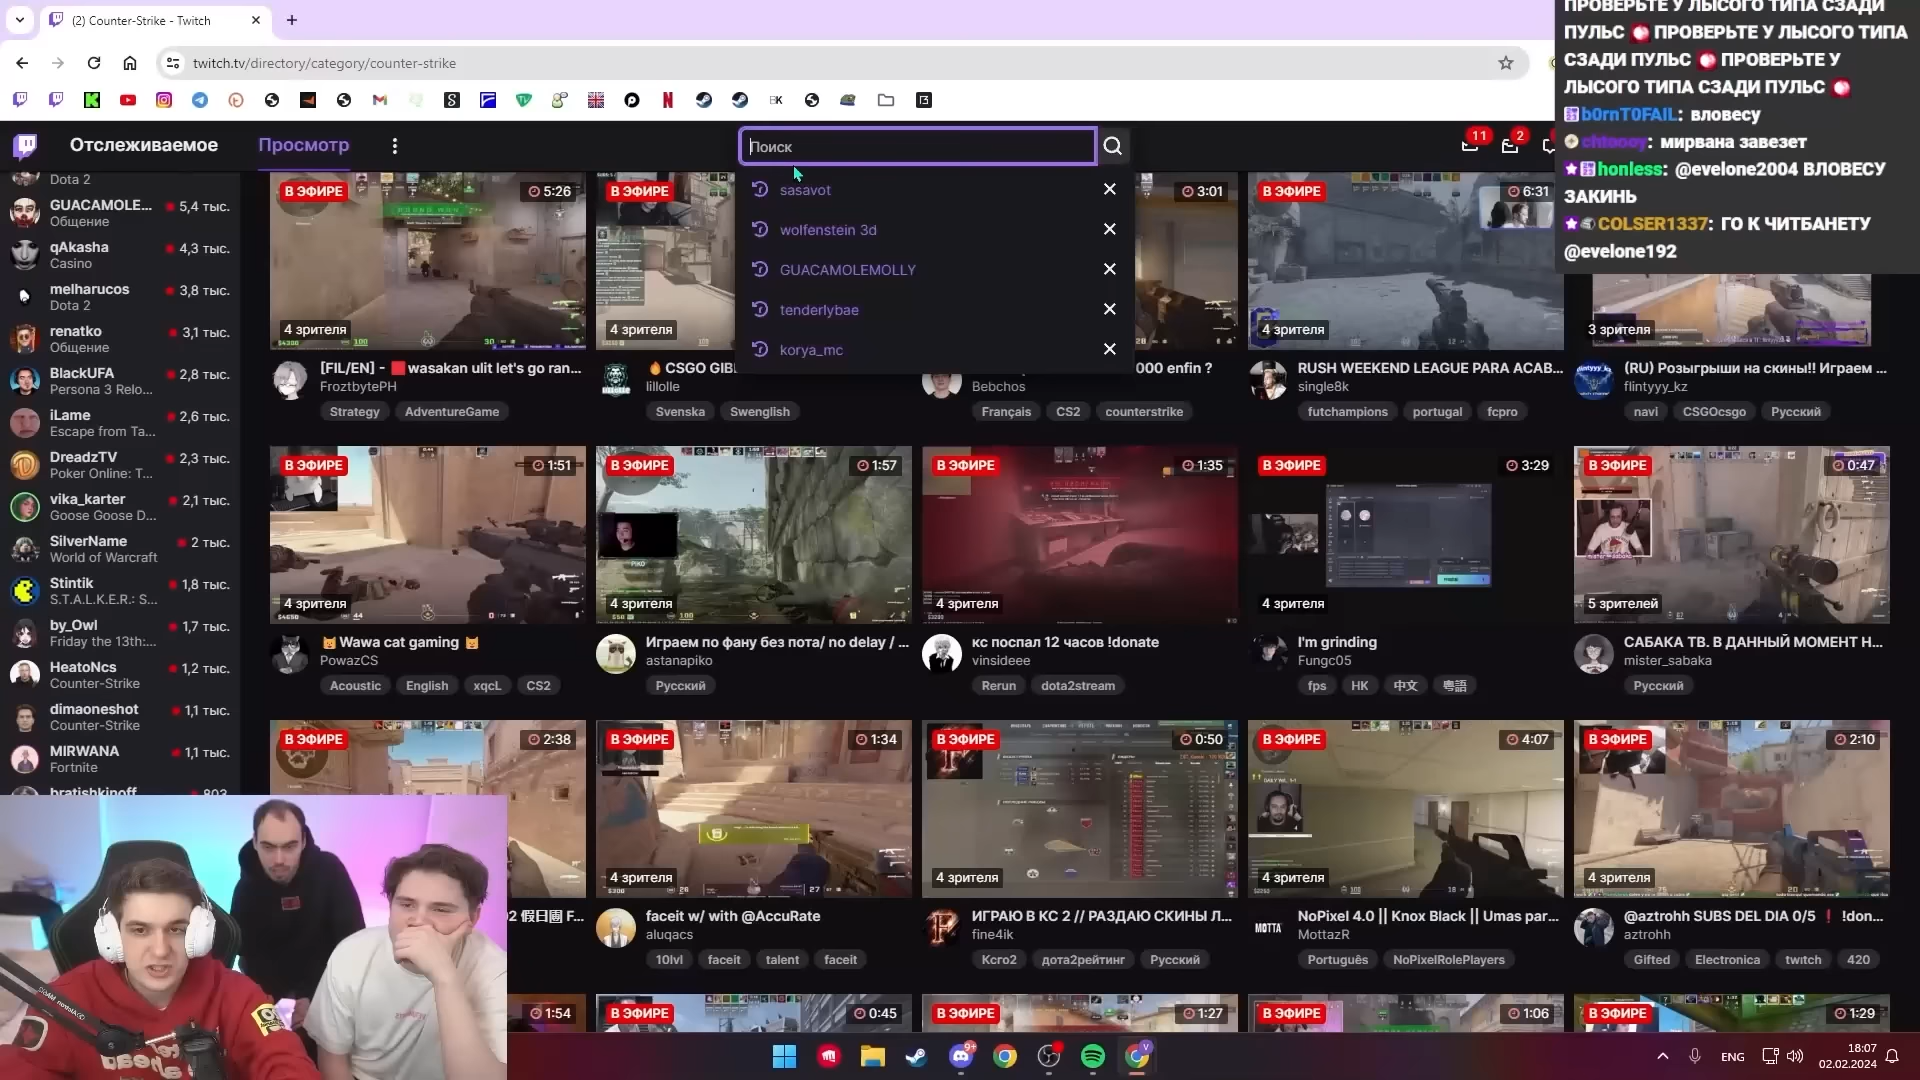 (2) Counter-Strike - Twitch
twitch.tv/directory/category/counter-strike
ПРОВЕРЬТЕ У ЛЫСОГО ТИПА СЗАДИ
ПУЛЬС ПРОВЕРЬТЕ У ЛЫСОГО ТИПА
СЗАДИ ПУЛЬС ПРОВЕРЬТЕ У
ЛЫСОГО ТИПА СЗАДИ ПУЛЬС
b0rnT0FAIL: вловесу
chtoooy: мирвана завезет
honless: @evelone2004 ВЛОВЕСУ
ЗАКИНЬ
COLSER1337: ГО К ЧИТБАНЕТУ
@evelone192
Отслеживаемое
Просмотр
Поиск
11
2
sasavot
wolfenstein 3d
GUACAMOLEMOLLY
tenderlybae
korya_mc
Dota 2
GUACAMOLE... 5,4 тыс.
Общение
qAkasha 4,3 тыс.
Casino
melharucos 3,8 тыс.
Dota 2
renatko 3,1 тыс.
Общение
BlackUFA 2,8 тыс.
Persona 3 Relo...
iLame 2,6 тыс.
Escape from Ta...
DreadzTV 2,3 тыс.
Poker Online: T...
vika_karter 2,1 тыс.
Goose Goose D...
SilverName 2 тыс.
World of Warcraft
Stintik 1,8 тыс.
S.T.A.L.K.E.R.: S...
by_Owl 1,7 тыс.
Friday the 13th:...
HeatoNcs 1,2 тыс.
Counter-Strike
dimaoneshot 1,1 тыс.
Counter-Strike
MIRWANA 1,1 тыс.
Fortnite
bratishkinoff 803
В ЭФИРЕ 5:26
4 зрителя
[FIL/EN] - wasakan ulit let's go ran...
FroztbytePH
Strategy AdventureGame
В ЭФИРЕ
4 зрителя
CSGO GIB
lillolle
Svenska Swenglish
3:01
000 enfin ?
Bebchos
Français CS2 counterstrike
В ЭФИРЕ 6:31
4 зрителя
RUSH WEEKEND LEAGUE PARA ACAB...
single8k
futchampions portugal fcpro
3 зрителя
(RU) Розыгрыши на скины!! Играем ...
flintyyy_kz
navi CSGOcsgo Русский
В ЭФИРЕ 1:51
4 зрителя
Wawa cat gaming
PowazCS
Acoustic English xqcL CS2
В ЭФИРЕ 1:57
4 зрителя
Играем по фану без пота/ no delay / ...
astanapiko
Русский
В ЭФИРЕ 1:35
4 зрителя
кс поспал 12 часов !donate
vinsideee
Rerun dota2stream
В ЭФИРЕ 3:29
4 зрителя
I'm grinding
Fungc05
fps HK 中文 粵語
В ЭФИРЕ 0:47
5 зрителей
САБАКА ТВ. В ДАННЫЙ МОМЕНТ Н...
mister_sabaka
Русский
В ЭФИРЕ 2:38
F...
В ЭФИРЕ 1:34
4 зрителя
faceit w/ with @AccuRate
aluqacs
10lvl faceit talent faceit
В ЭФИРЕ 0:50
4 зрителя
ИГРАЮ В КС 2 // РАЗДАЮ СКИНЫ Л...
fine4ik
Ксго2 дота2рейтинг Русский
В ЭФИРЕ 4:07
4 зрителя
MOTTA
NoPixel 4.0 || Knox Black || Umas par...
MottazR
Português NoPixelRolePlayers
В ЭФИРЕ 2:10
4 зрителя
@aztrohh SUBS DEL DIA 0/5 ❗ !don...
aztrohh
Gifted Electronica twitch 420
1:54
В ЭФИРЕ 0:45
В ЭФИРЕ 1:27
В ЭФИРЕ 1:06
В ЭФИРЕ 1:29
ENG
18:07
02.02.2024